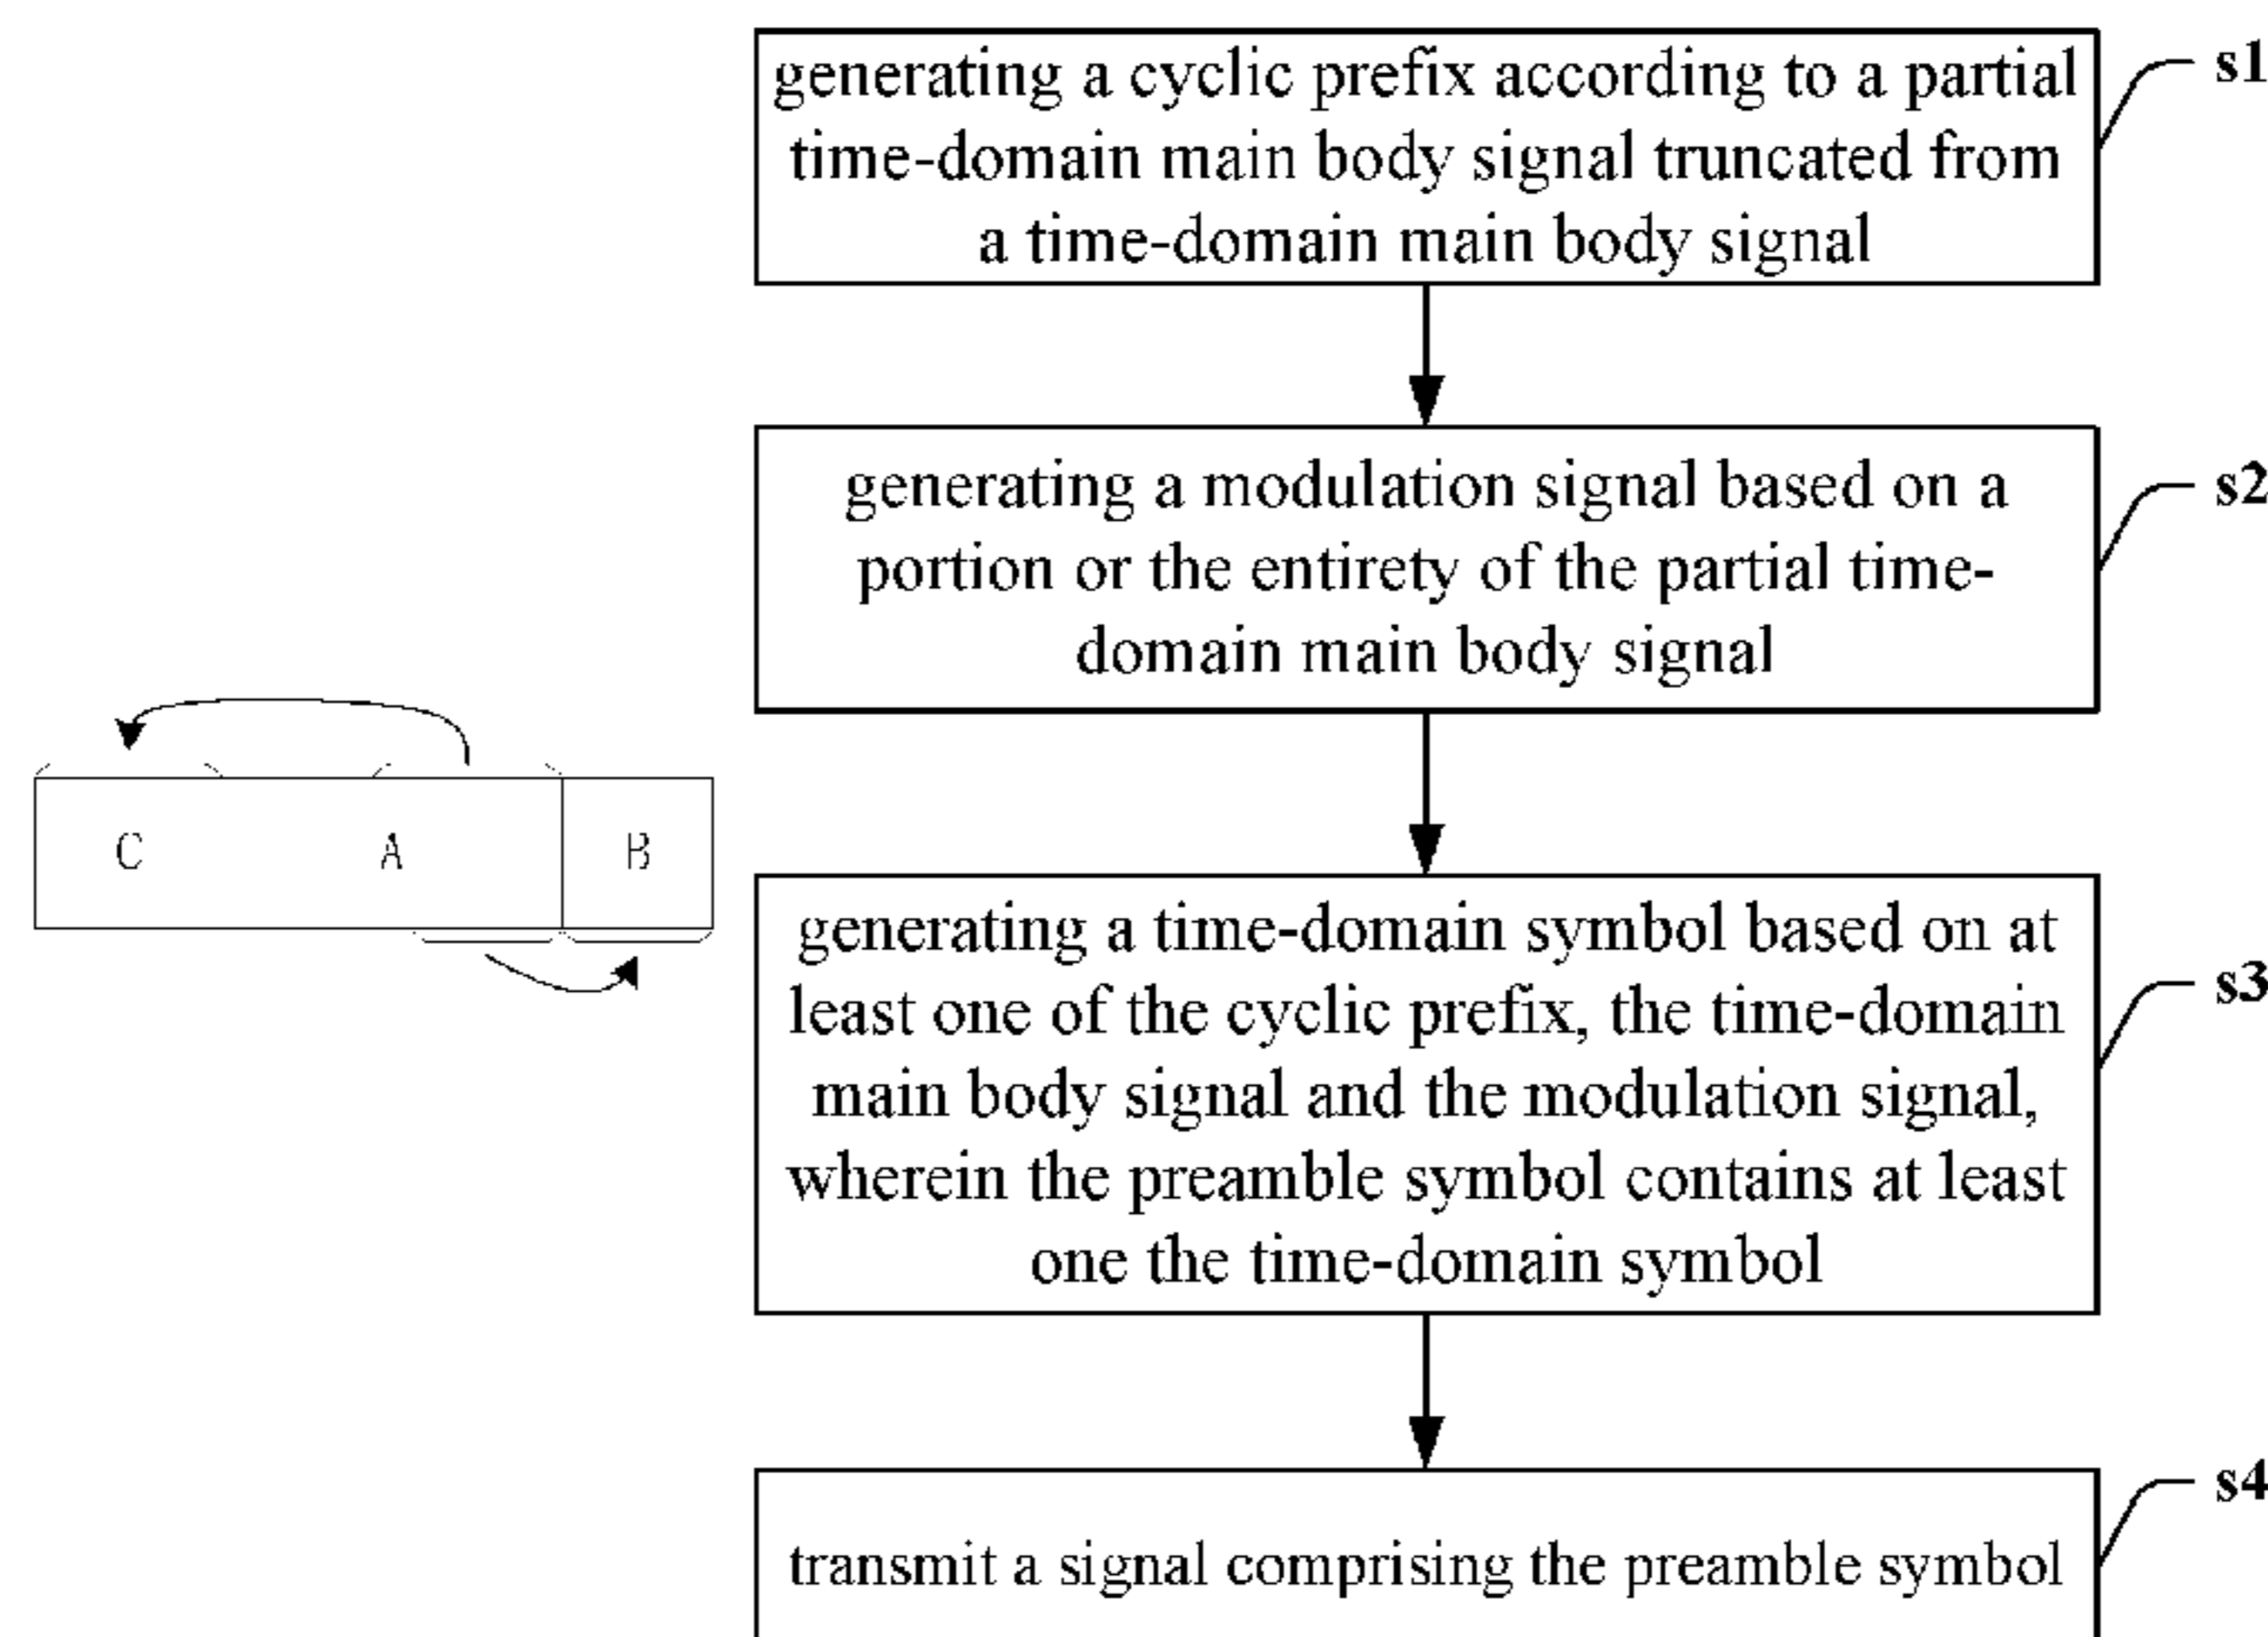 generating a cyclic prefix according to a partial
time-domain main body signal truncated from
a time-domain main body signal
s1
generating a modulation signal based on a
portion or the entirety of the partial time-
domain main body signal
s2
C A B
generating a time-domain symbol based on at
least one of the cyclic prefix, the time-domain
main body signal and the modulation signal,
wherein the preamble symbol contains at least
one the time-domain symbol
s3
transmit a signal comprising the preamble symbol
s4